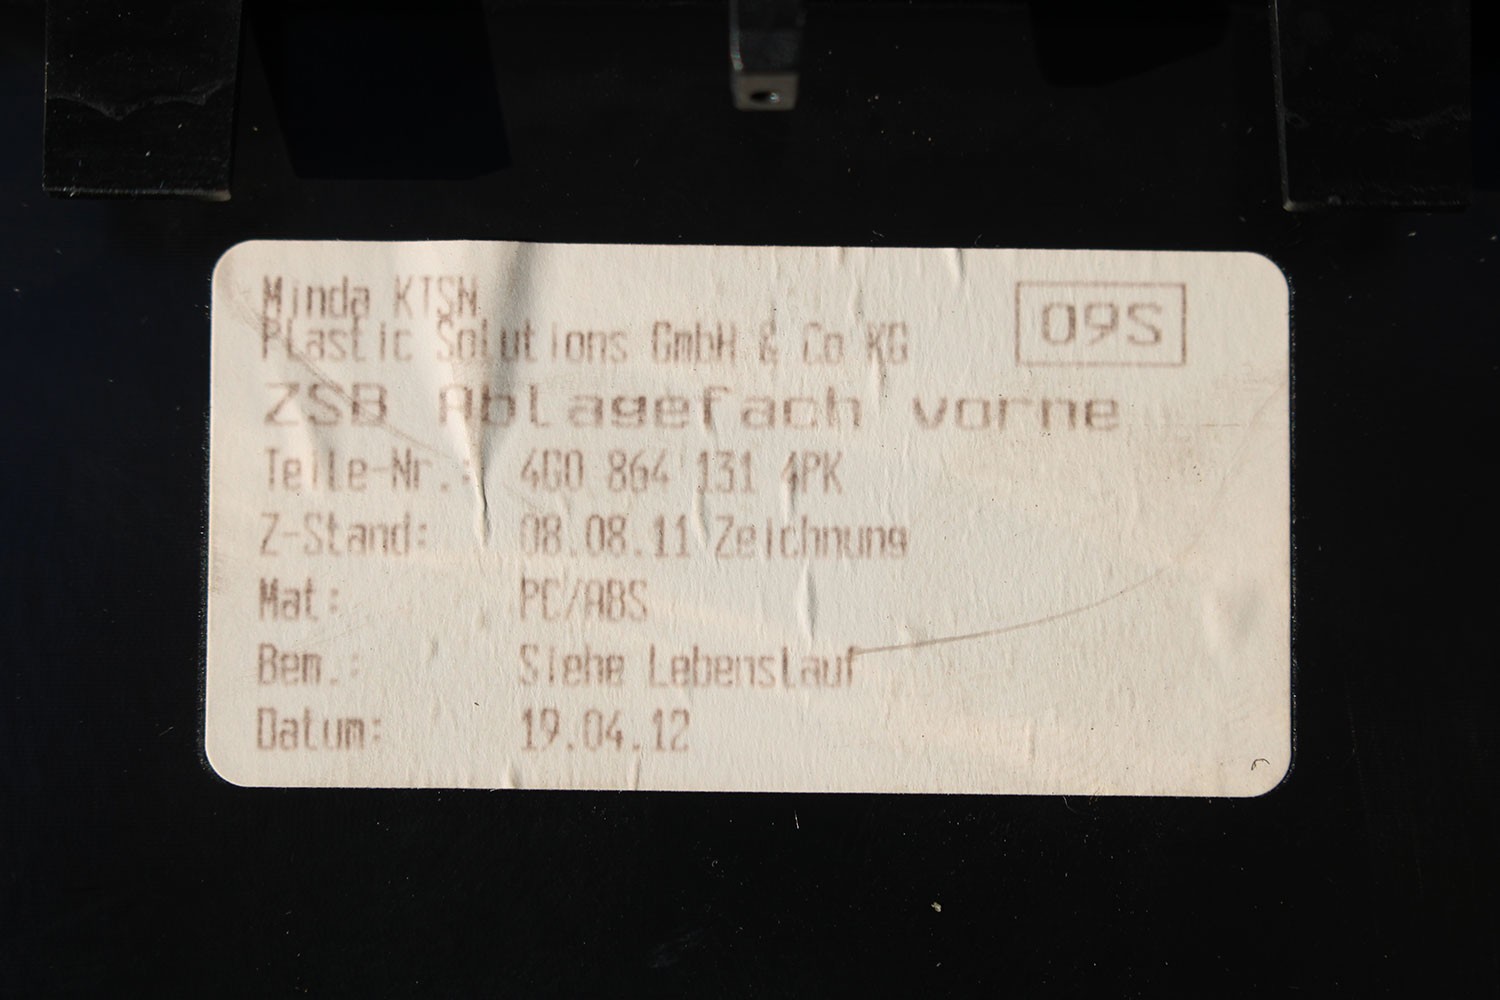 Minda KTSN
Plastic Solutions GmbH & Co KG
09S
ZSB Ablagefach vorne
Teile-Nr.: 4G0 864 131 4PK
Z-Stand: 08.08.11 Zeichnung
Mat: PC/ABS
Bem.: Siehe Lebenslauf
Datum: 19.04.12